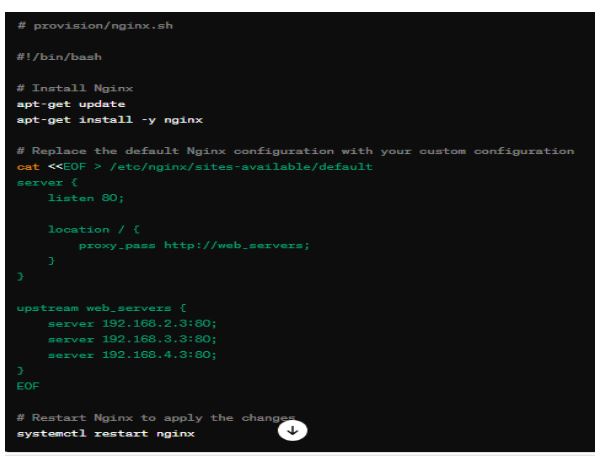 # provision/nginx.sh
#!/bin/bash
# Install Nginx
apt-get update
apt-get install -y nginx
# Replace the default Nginx configuration with your custom configuration
cat <<EOF > /etc/nginx/sites-available/default
server {
    listen 80;
    location / {
        proxy_pass http://web_servers;
    }
}
upstream web_servers {
    server 192.168.2.3:80;
    server 192.168.3.3:80;
    server 192.168.4.3:80;
}
EOF
# Restart Nginx to apply the changes
systemctl restart nginx